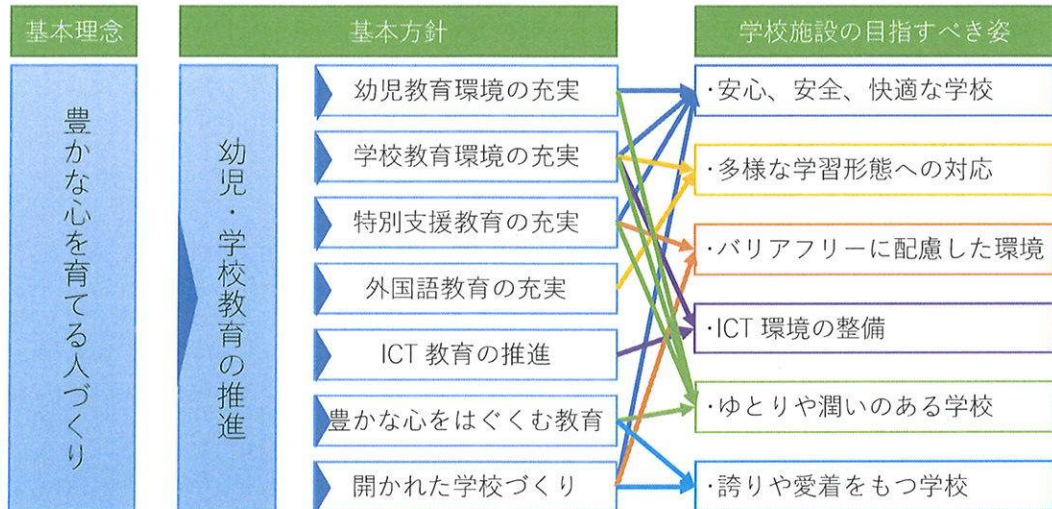 基本理念
基本方針
学校施設の目指すべき姿
豊かな心を育てる人づくり
幼児・学校教育の推進
幼児教育環境の充実
学校教育環境の充実
特別支援教育の充実
外国語教育の充実
ICT 教育の推進
豊かな心をはぐくむ教育
開かれた学校づくり
・安心、安全、快適な学校
・多様な学習形態への対応
・バリアフリーに配慮した環境
・ICT 環境の整備
・ゆとりや潤いのある学校
・誇りや愛着をもつ学校